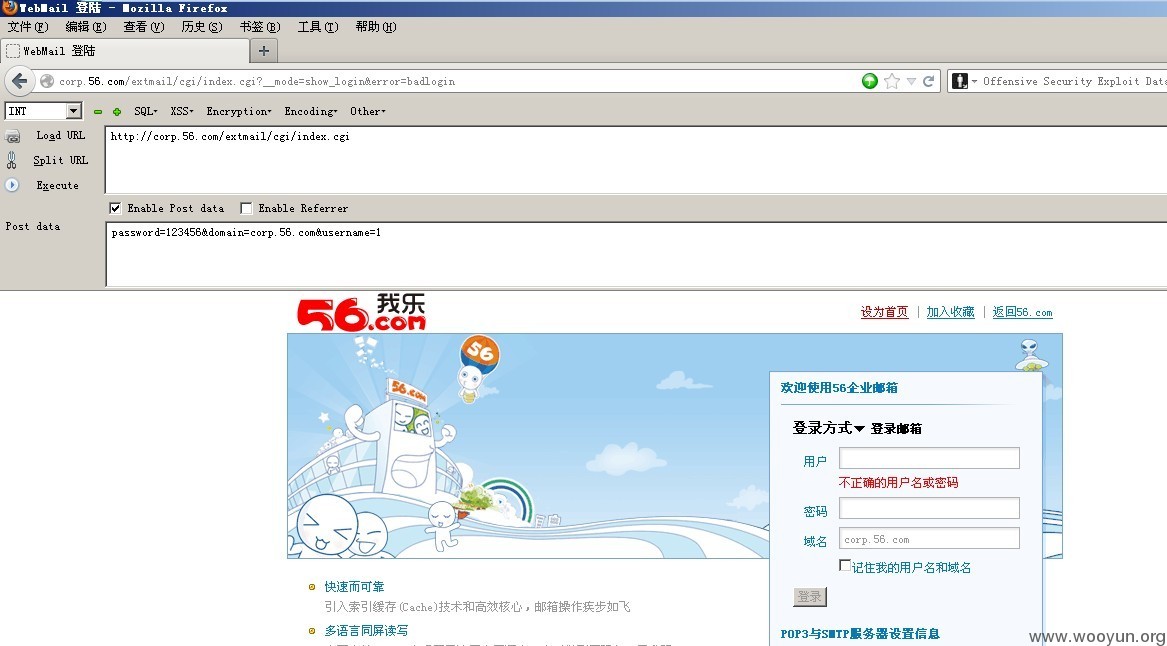 WebMail 登陆 - Mozilla Firefox
文件(F) 编辑(E) 查看(V) 历史(S) 书签(B) 工具(T) 帮助(H)
WebMail 登陆
corp.56.com/extmail/cgi/index.cgi?__mode=show_login&error=badlogin
Offensive Security Exploit Data
INT SQL XSS Encryption Encoding Other
Load URL http://corp.56.com/extmail/cgi/index.cgi
Split URL
Execute
Enable Post data Enable Referrer
Post data password=123456&domain=corp.56.com&username=1
56.com 我乐
设为首页 | 加入收藏 | 返回56.com
56
56.com
欢迎使用56企业邮箱
登录方式 登录邮箱
用户
不正确的用户名或密码
密码
域名 corp.56.com
记住我的用户名和域名
登录
快速而可靠
引入索引缓存(Cache)技术和高效核心，邮箱操作疾步如飞
多语言同屏读写
POP3与SMTP服务器设置信息
www.wooyun.org